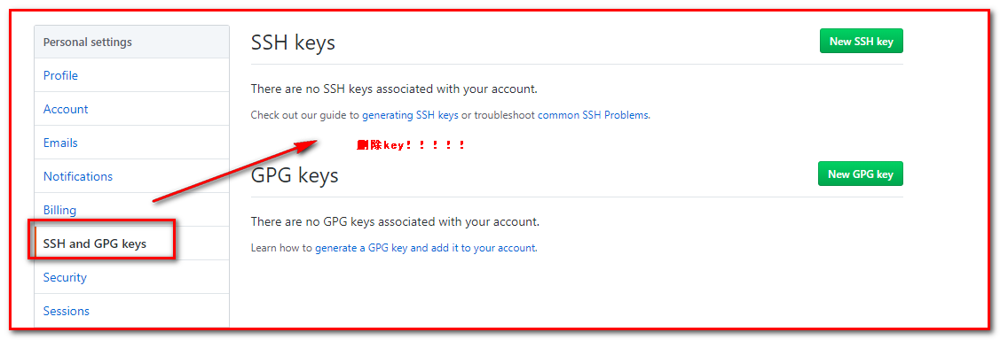 Personal settings
Profile
Account
Emails
Notifications
Billing
SSH and GPG keys
Security
Sessions
SSH keys
New SSH key
There are no SSH keys associated with your account.
Check out our guide to generating SSH keys or troubleshoot common SSH Problems.
删除key！！！！！
GPG keys
New GPG key
There are no GPG keys associated with your account.
Learn how to generate a GPG key and add it to your account.